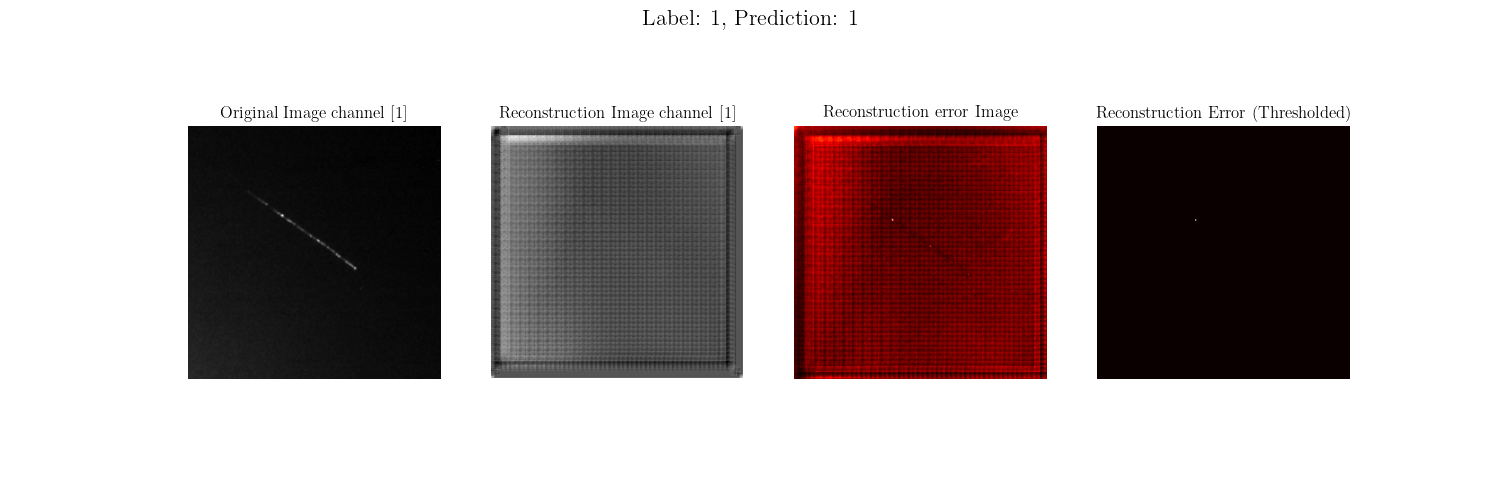 Label: 1, Prediction: 1
Original Image channel [1]
Reconstruction Image channel [1]
Reconstruction error Image
Reconstruction Error (Thresholded)